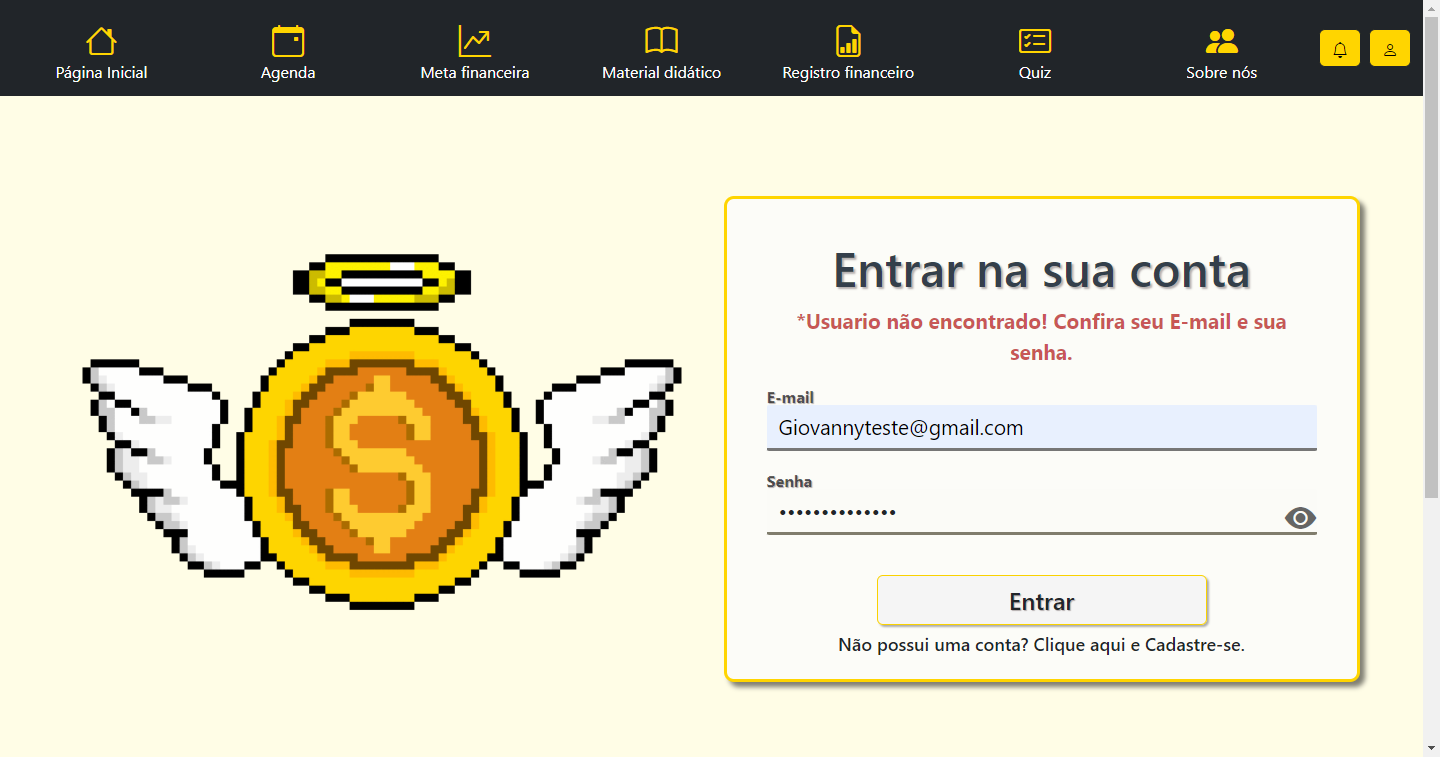 Página Inicial
Agenda
Meta financeira
Material didático
Registro financeiro
Quiz
Sobre nós
Entrar na sua conta
*Usuario não encontrado! Confira seu E-mail e sua
senha.
E-mail
Giovannyteste@gmail.com
Senha
••••••••••••••
Entrar
Não possui uma conta? Clique aqui e Cadastre-se.